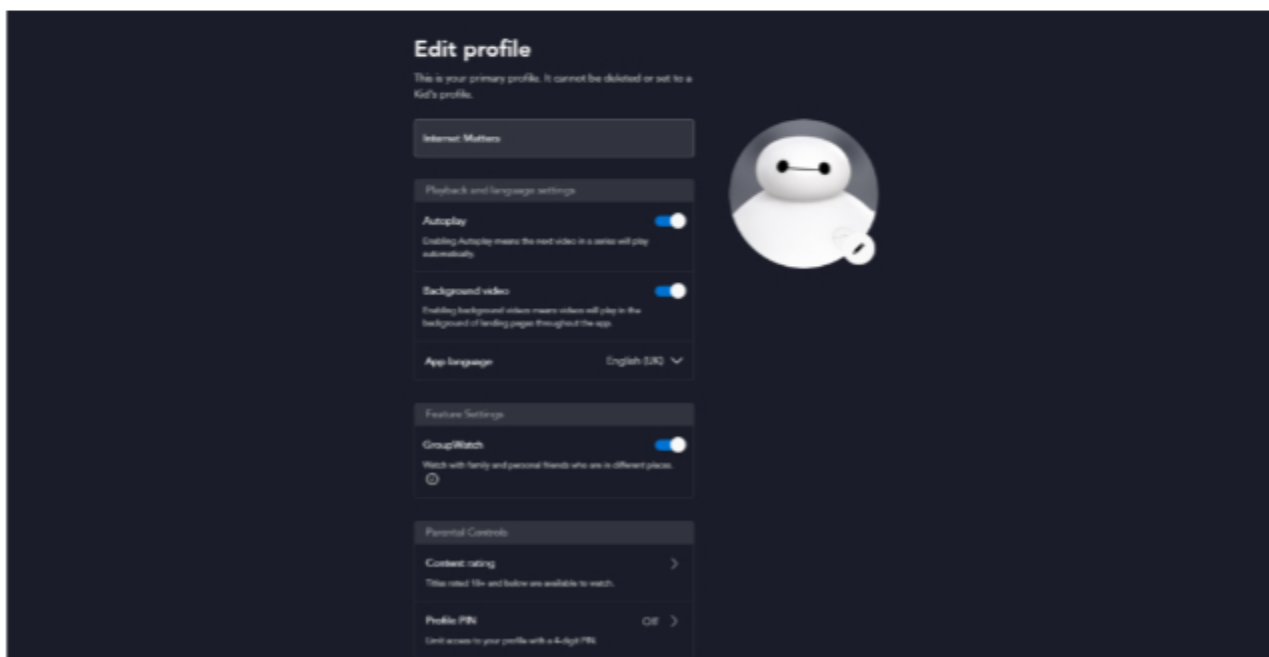 Edit profile
This is your primary profile. It cannot be deleted or set to a
Kid's profile.
Internet Matters
Playback and language settings
Autoplay
Enabling Autoplay means the next video in a series will play
automatically.
Background video
Enabling background videos means videos will play in the
background of landing pages throughout the app.
App language English (UK)
Feature Settings
GroupWatch
Watch with family and personal friends who are in different places.
Parental Controls
Content rating
Titles rated 18+ and below are available to watch.
Profile PIN Off
Limit access to your profile with a 4-digit PIN.